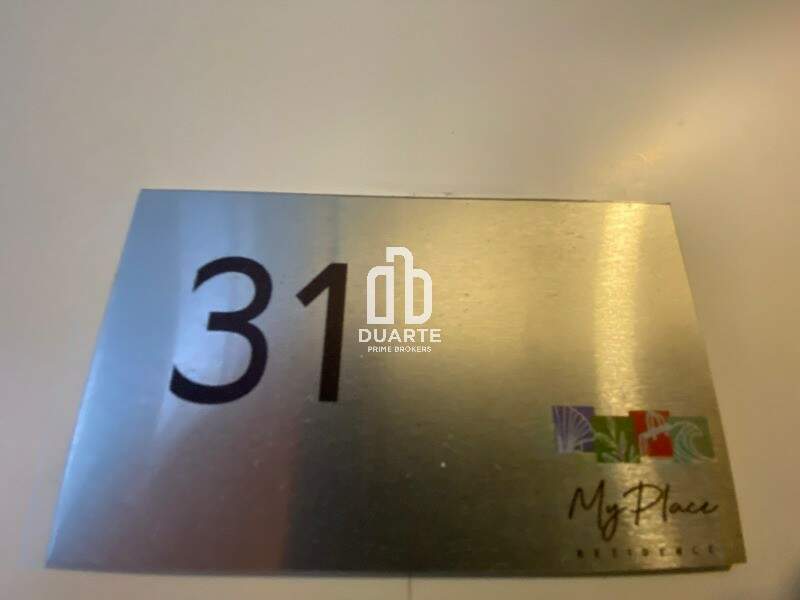 31
DUARTE
PRIME BROKERS
My Place
RESIDENCE